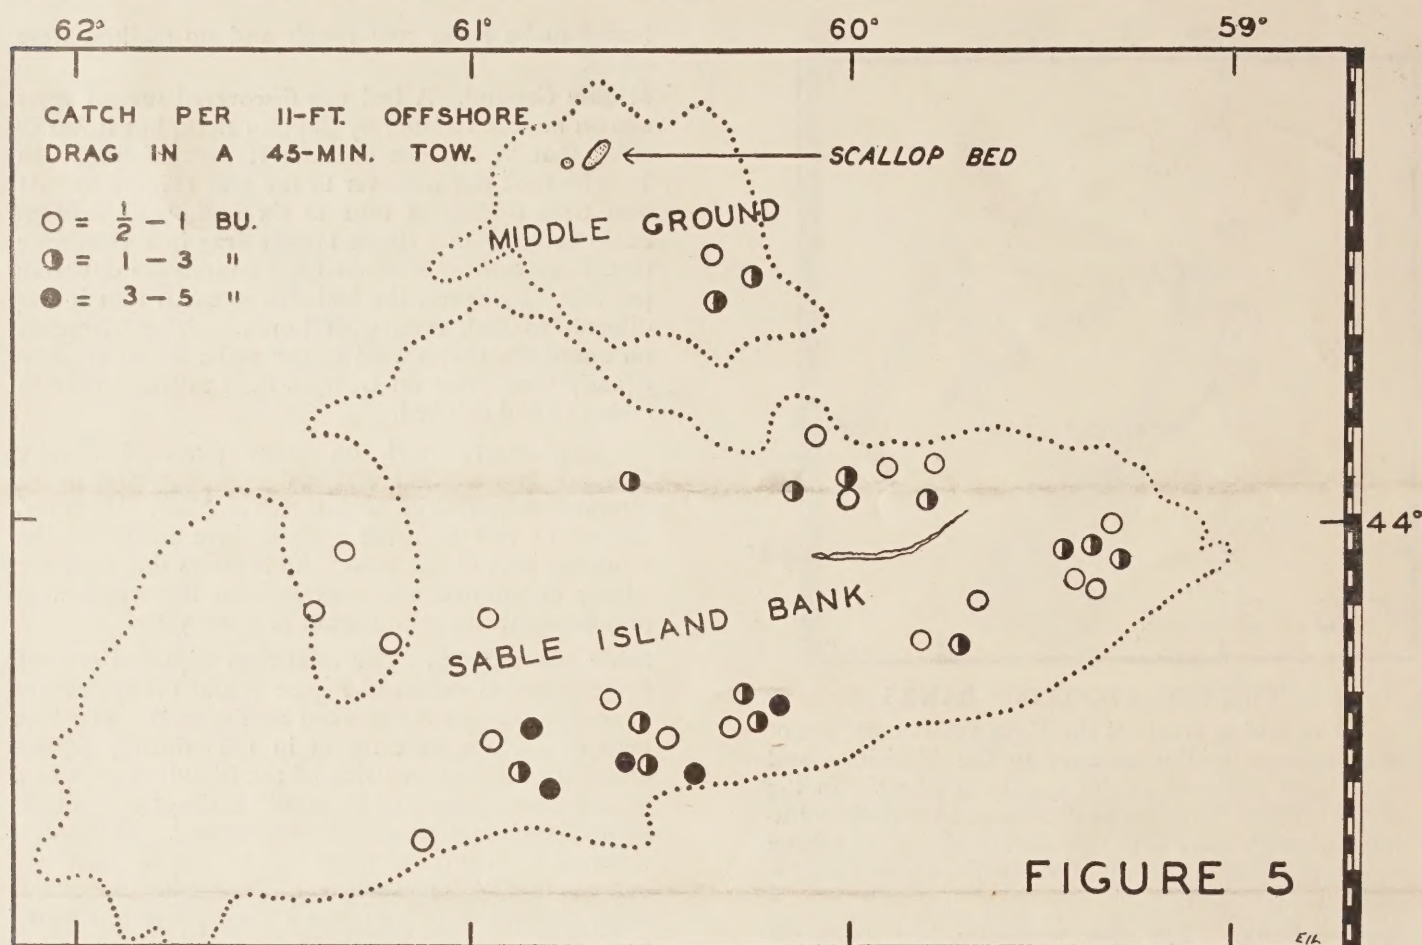 62° 61° 60° 59°
CATCH PER 11-FT. OFFSHORE
DRAG IN A 45-MIN. TOW.
SCALLOP BED
O = 1/2 – 1 BU.
◑ = 1 – 3 "
● = 3 – 5 "
MIDDLE GROUND
44°
SABLE ISLAND BANK
FIGURE 5